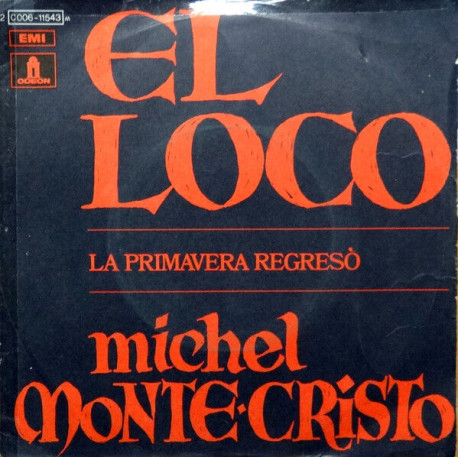 2 C006-11543 M
EMI
ODEON
EL
LOCO
LA PRIMAVERA REGRESÒ
michel
MONTE·CRISTO